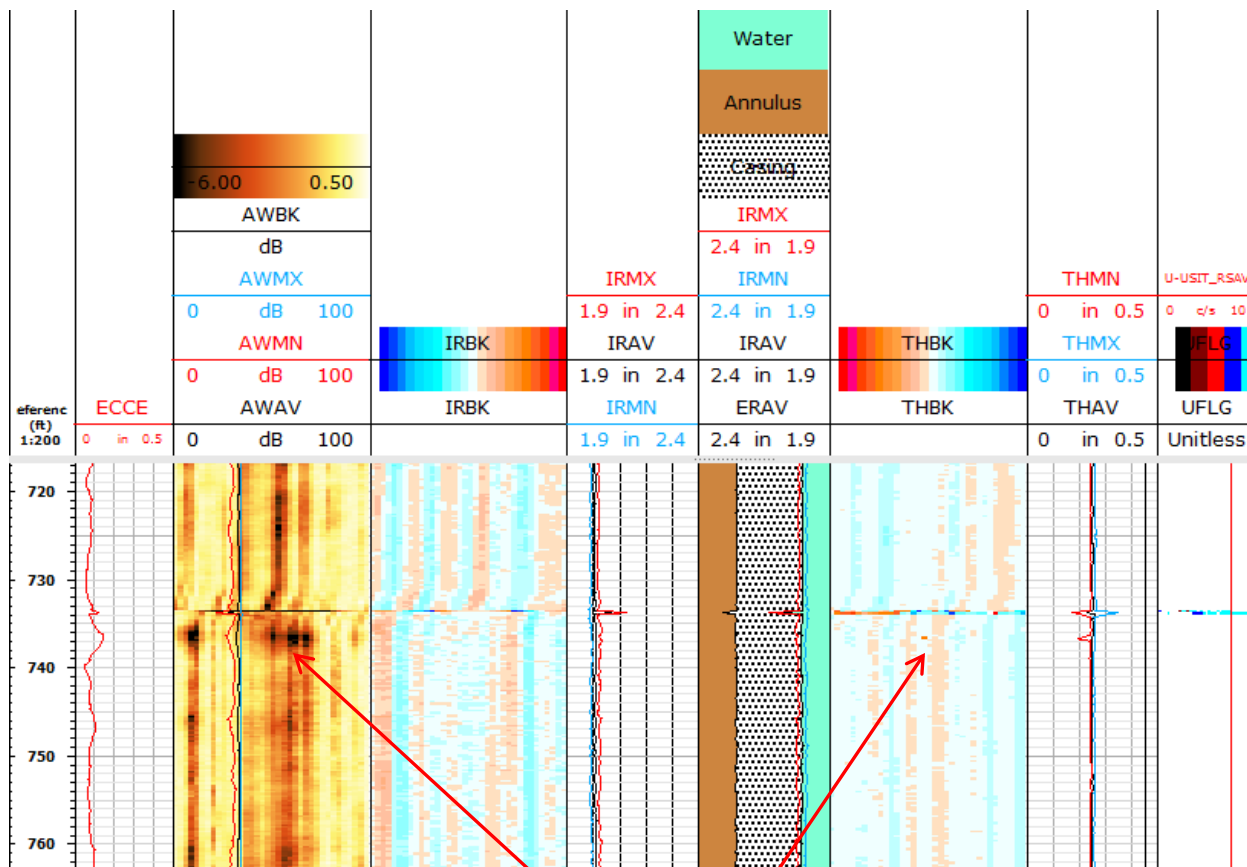 Water
Annulus
Casing
-6.00 0.50
AWBK
IRMX
dB
2.4 in 1.9
AWMX
IRMX
IRMN
THMN
U-USIT_RSAV
0 dB 100
1.9 in 2.4
2.4 in 1.9
0 in 0.5
0 c/s 10
AWMN
IRBK
IRAV
IRAV
THBK
THMX
UFLG
0 dB 100
1.9 in 2.4
2.4 in 1.9
0 in 0.5
eferenc
(ft)
1:200
ECCE
AWAV
IRBK
IRMN
ERAV
THBK
THAV
UFLG
0 in 0.5
0 dB 100
1.9 in 2.4
2.4 in 1.9
0 in 0.5
Unitless
720
730
740
750
760